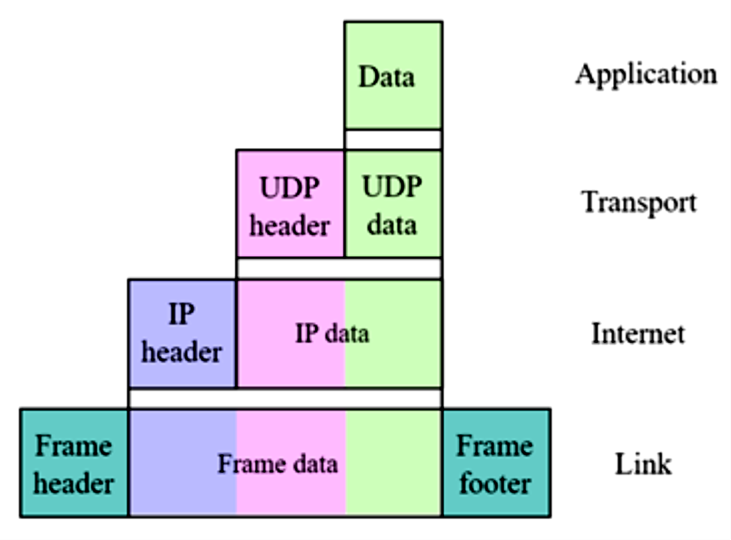 Data
Application
UDP
header
UDP
data
Transport
IP
header
IP data
Internet
Frame
header
Frame data
Frame
footer
Link